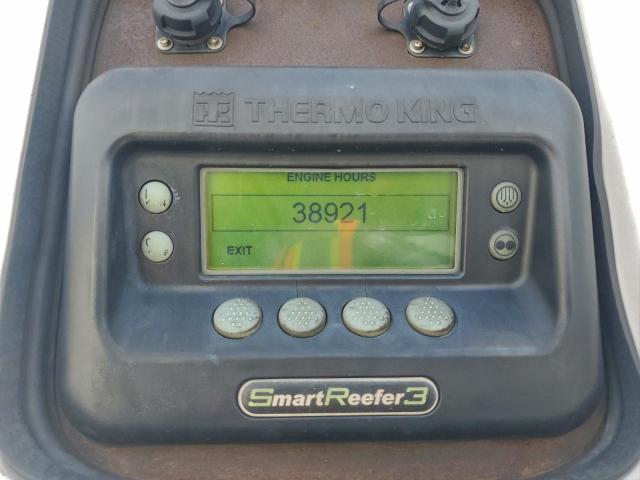 THERMO KING
ENGINE HOURS
38921
EXIT
SmartReefer3